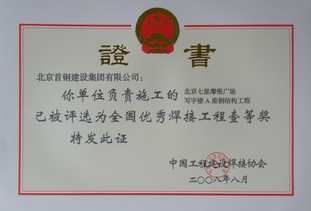 證書
北京首钢建设集团有限公司：
你单位负责施工的 北京七星摩根广场
写字楼A座钢结构工程
已被评选为全国优秀焊接工程壹等奖
特发此证
中国工程建设焊接协会
二〇〇八年八月